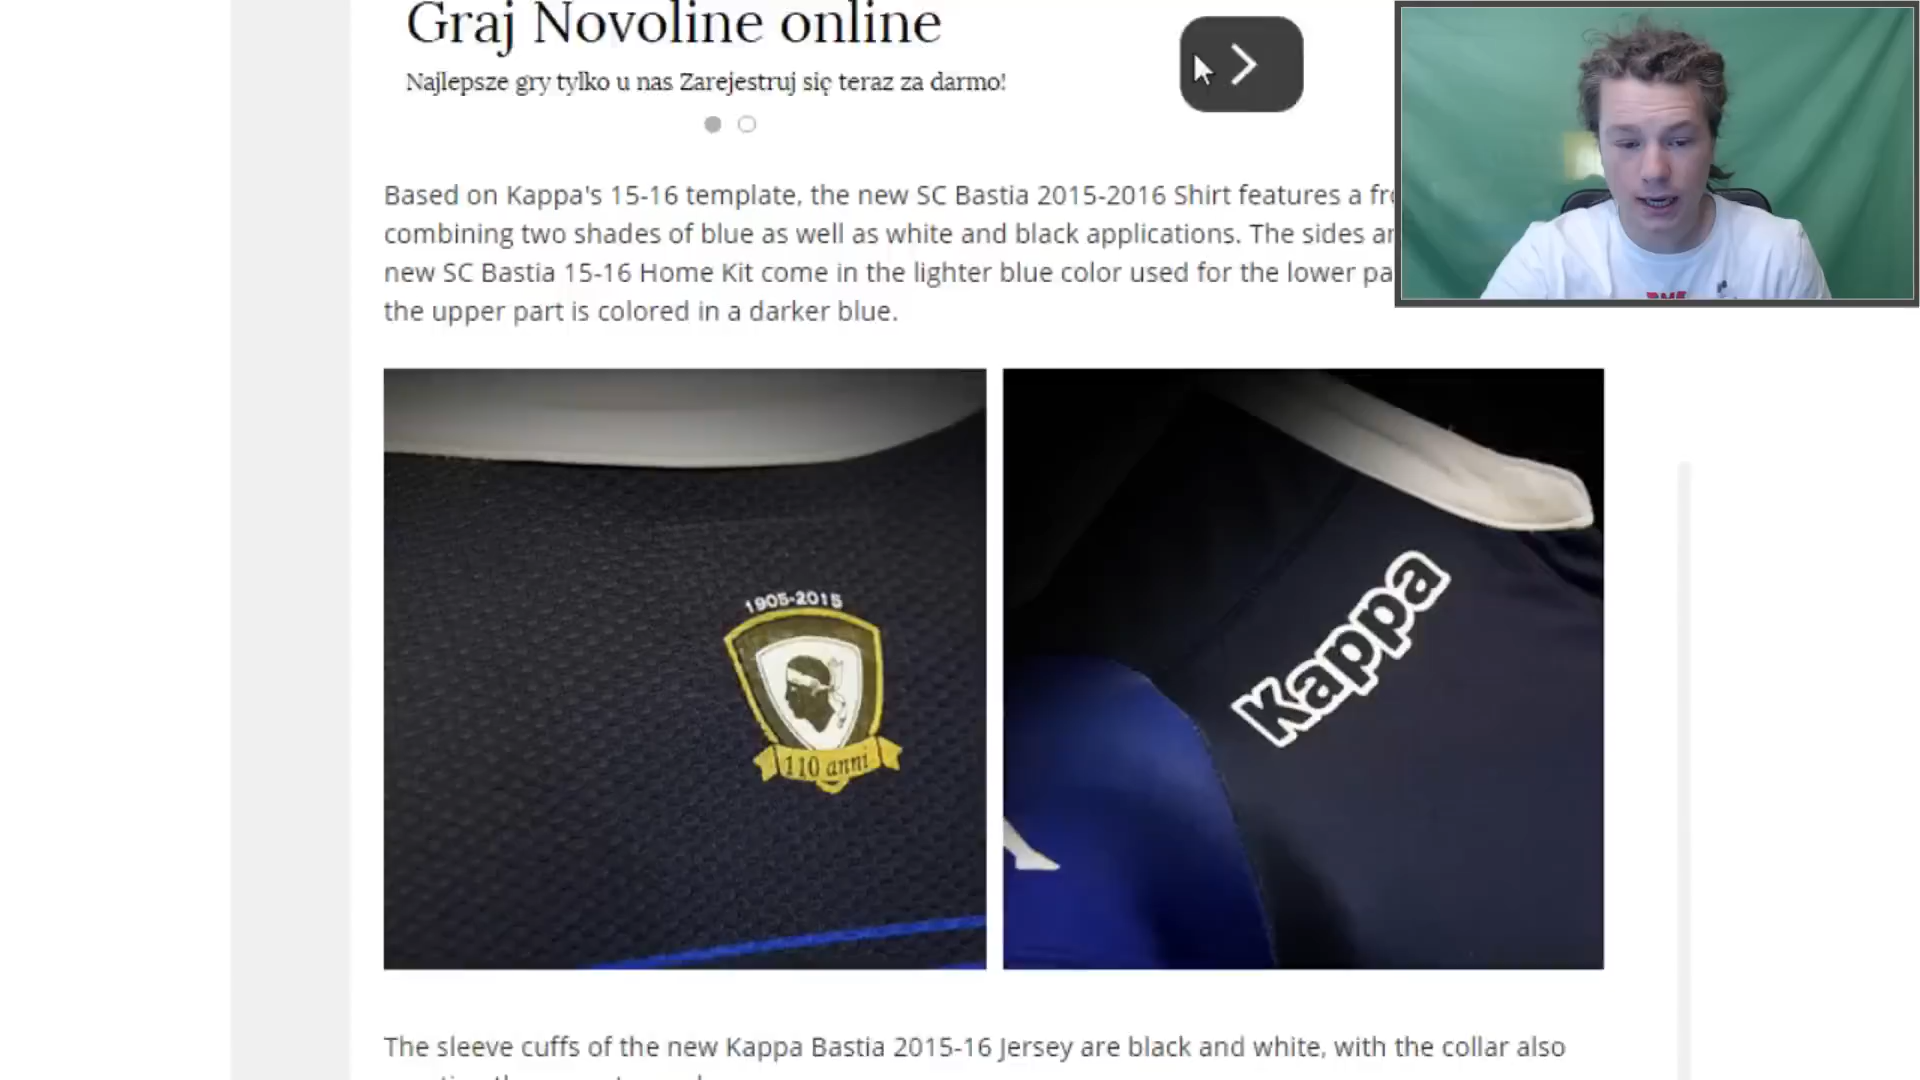 Graj Novoline online
Najlepsze gry tylko u nas Zarejestruj się teraz za darmo!
Based on Kappa's 15-16 template, the new SC Bastia 2015-2016 Shirt features a
combining two shades of blue as well as white and black applications. The sides
new SC Bastia 15-16 Home Kit come in the lighter blue color used for the lower
the upper part is colored in a darker blue.
1905-2015
110 anni
Kappa
The sleeve cuffs of the new Kappa Bastia 2015-16 Jersey are black and white, with the collar also